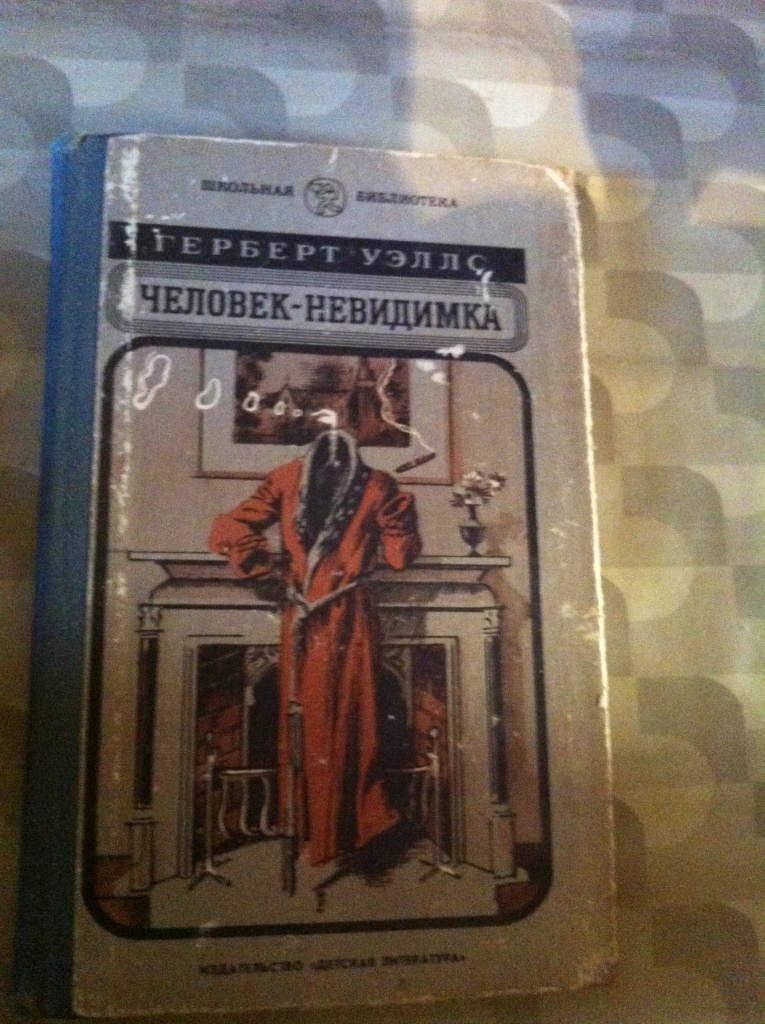 ШКОЛЬНАЯ БИБЛИОТЕКА
ГЕРБЕРТ УЭЛЛС
ЧЕЛОВЕК-НЕВИДИМКА
ИЗДАТЕЛЬСТВО «ДЕТСКАЯ ЛИТЕРАТУРА»